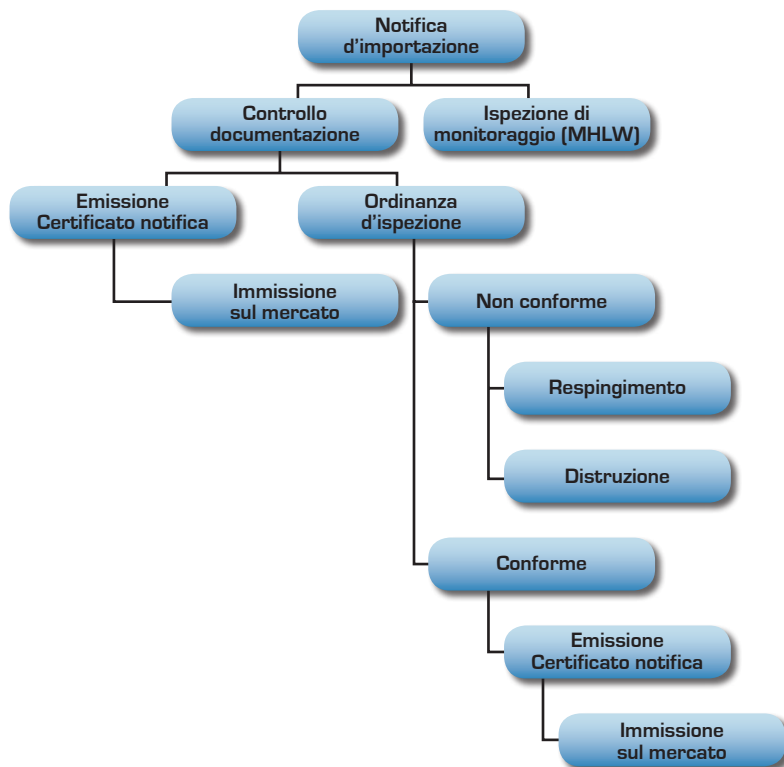 Notifica
d'importazione
Controllo
documentazione
Ispezione di
monitoraggio (MHLW)
Emissione
Certificato notifica
Ordinanza
d'ispezione
Immissione
sul mercato
Non conforme
Respingimento
Distruzione
Conforme
Emissione
Certificato notifica
Immissione
sul mercato